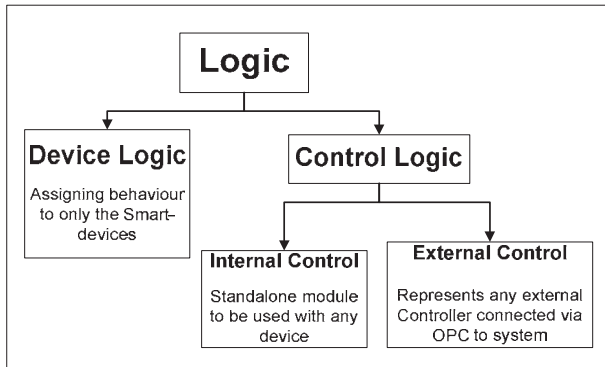 Logic
Device Logic
Assigning behaviour
to only the Smart–
devices
Control Logic
Internal Control
Standalone module
to be used with any
device
External Control
Represents any external
Controller connected via
OPC to system